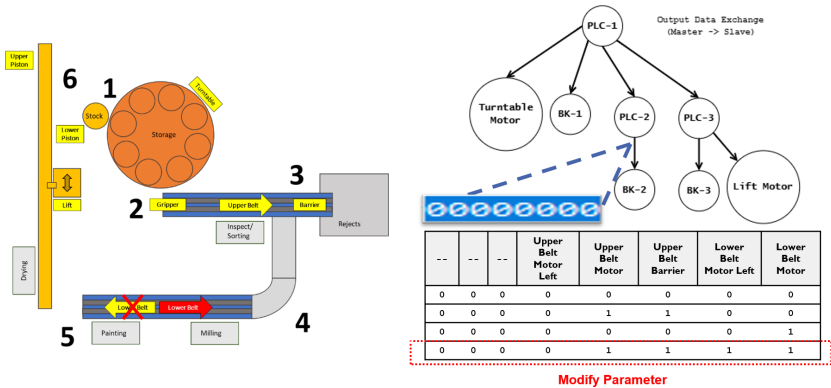 Upper
Piston
6
1
Turntable
Stock
Storage
Lower
Piston
Lift
3
2
Gripper
Upper Belt
Barrier
Inspect/
Sorting
Rejects
Drying
Lower Belt
Lower Belt
4
5
Painting
Milling
PLC-1
Output Data Exchange
(Master -> Slave)
Turntable
Motor
BK-1
PLC-2
PLC-3
BK-2
BK-3
Lift Motor
00000000
-- -- -- Upper Belt Motor Left Upper Belt Motor Upper Belt Barrier Lower Belt Motor Left Lower Belt Motor
0 0 0 0 0 0 0 0
0 0 0 0 1 1 0 0
0 0 0 0 0 0 0 1
0 0 0 0 1 1 1 1
Modify Parameter